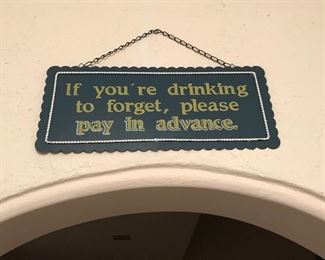 If you're drinking
to forget, please
pay in advance.